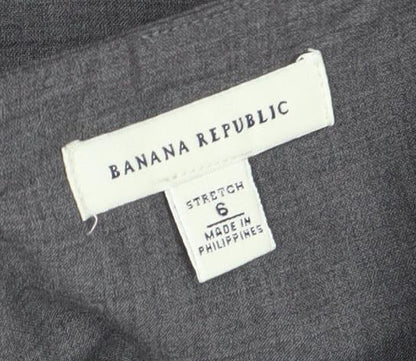 BANANA REPUBLIC
STRETCH
6
MADE IN
PHILIPPINES